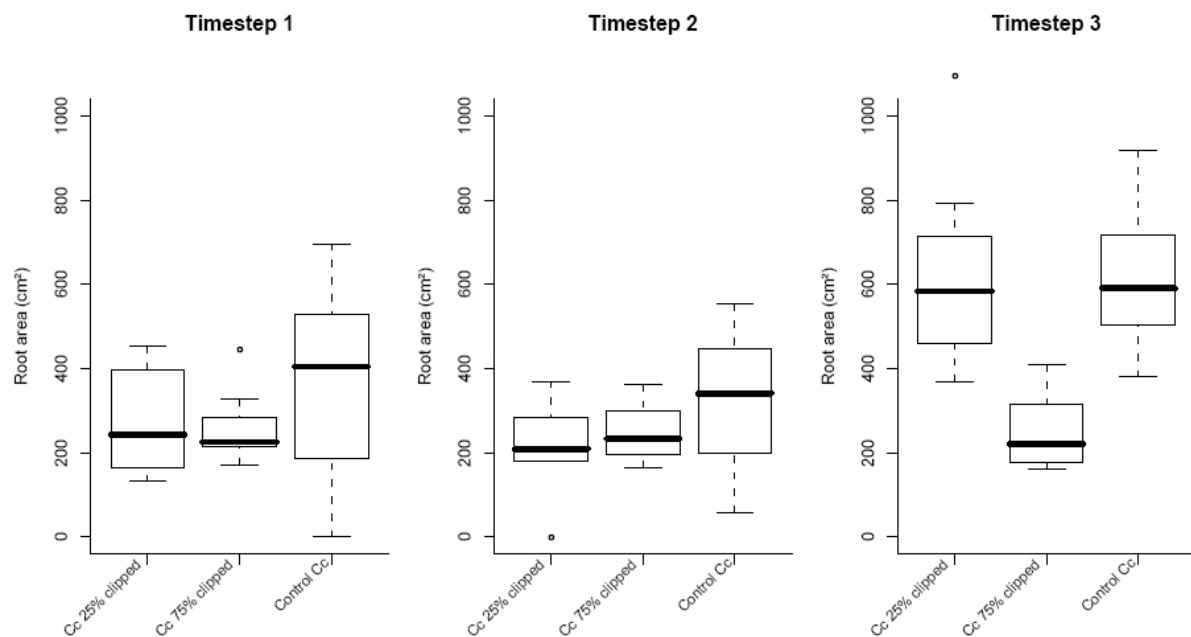 Timestep 1
Root area (cm²)
1000
800
600
400
200
0
Cc 25% clipped
Cc 75% clipped
Control Cc
Timestep 2
Root area (cm²)
1000
800
600
400
200
0
Cc 25% clipped
Cc 75% clipped
Control Cc
Timestep 3
Root area (cm²)
1000
800
600
400
200
0
Cc 25% clipped
Cc 75% clipped
Control Cc